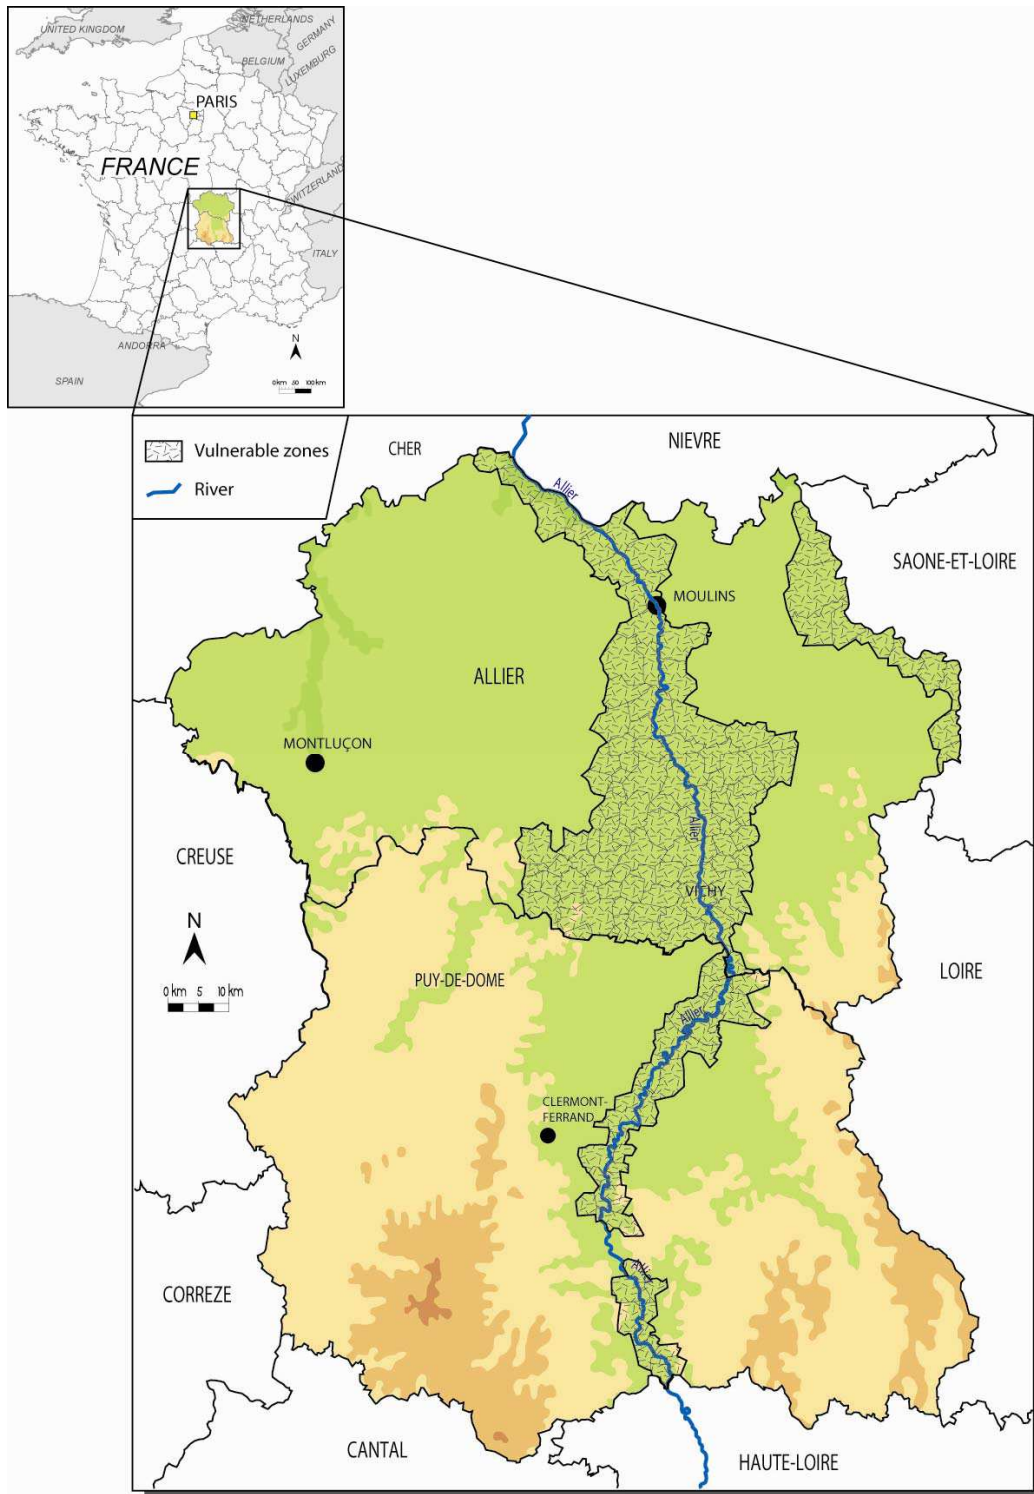 UNITED KINGDOM
NETHERLANDS
GERMANY
BELGIUM
LUXEMBURG
PARIS
FRANCE
SWITZERLAND
ITALY
ANDORRA
SPAIN
N
0 km 50 100 km
Vulnerable zones
River
CHER
NIEVRE
Allier
SAONE-ET-LOIRE
MOULINS
ALLIER
MONTLUÇON
Allier
CREUSE
VICHY
N
LOIRE
PUY-DE-DOME
0 km 5 10 km
Allier
CLERMONT-
FERRAND
Allier
CORREZE
CANTAL
HAUTE-LOIRE